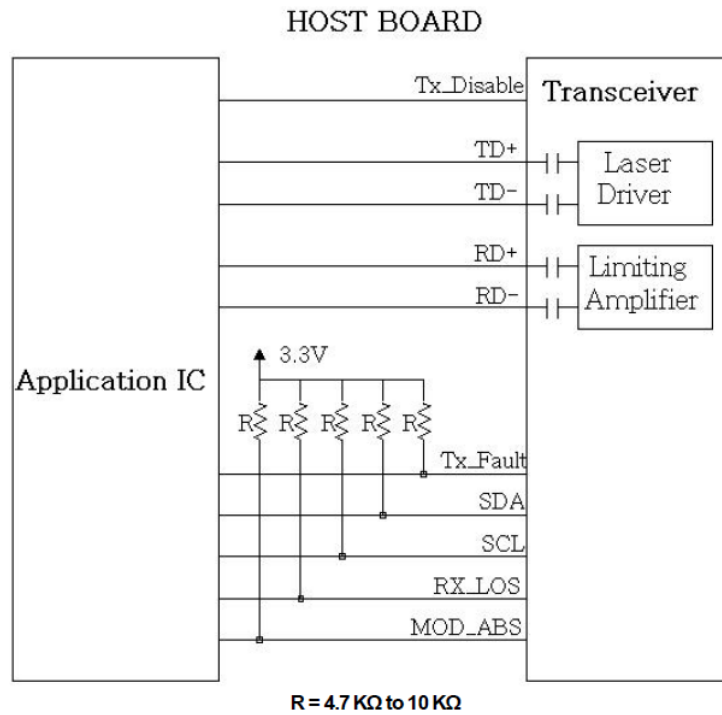 HOST BOARD
Tx_Disable
Transceiver
TD+
Laser
Driver
TD-
RD+
Limiting
Amplifier
RD-
3.3V
Application IC
R R R R R
Tx_Fault
SDA
SCL
RX_LOS
MOD_ABS
R = 4.7 KΩ to 10 KΩ